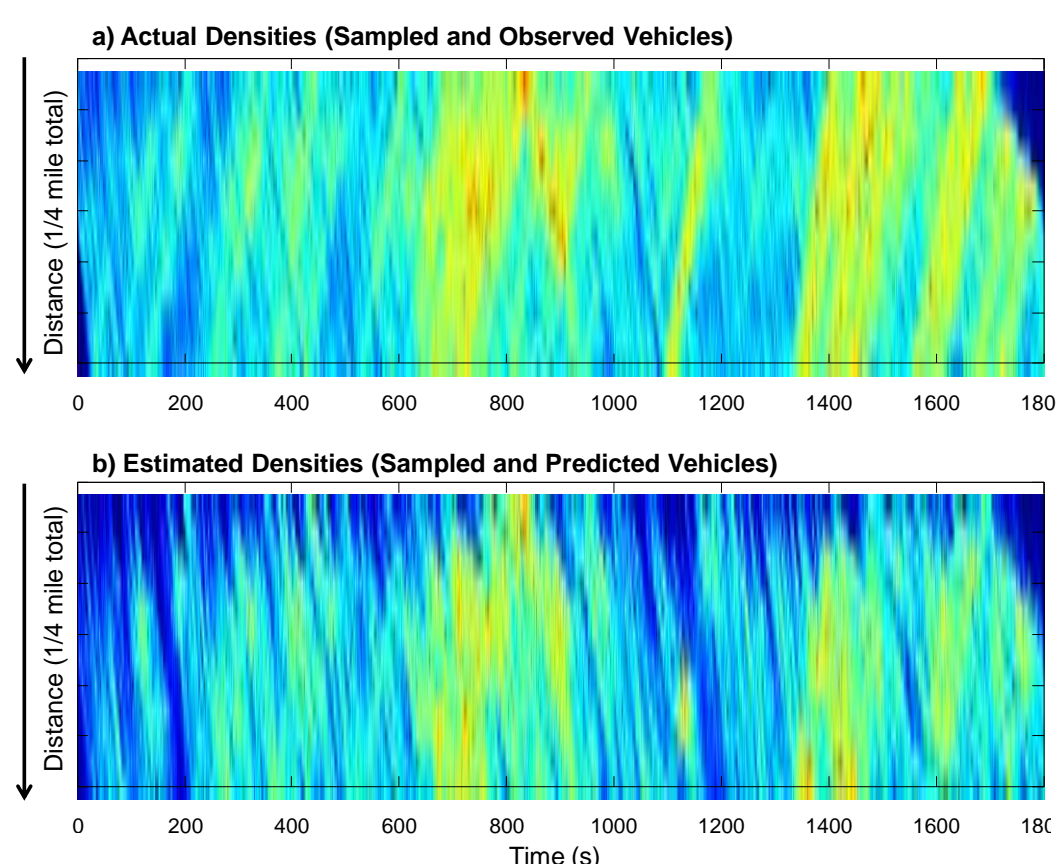 a) Actual Densities (Sampled and Observed Vehicles)
Distance (1/4 mile total)
0 200 400 600 800 1000 1200 1400 1600 180
b) Estimated Densities (Sampled and Predicted Vehicles)
Distance (1/4 mile total)
0 200 400 600 800 1000 1200 1400 1600 180
Time (s)